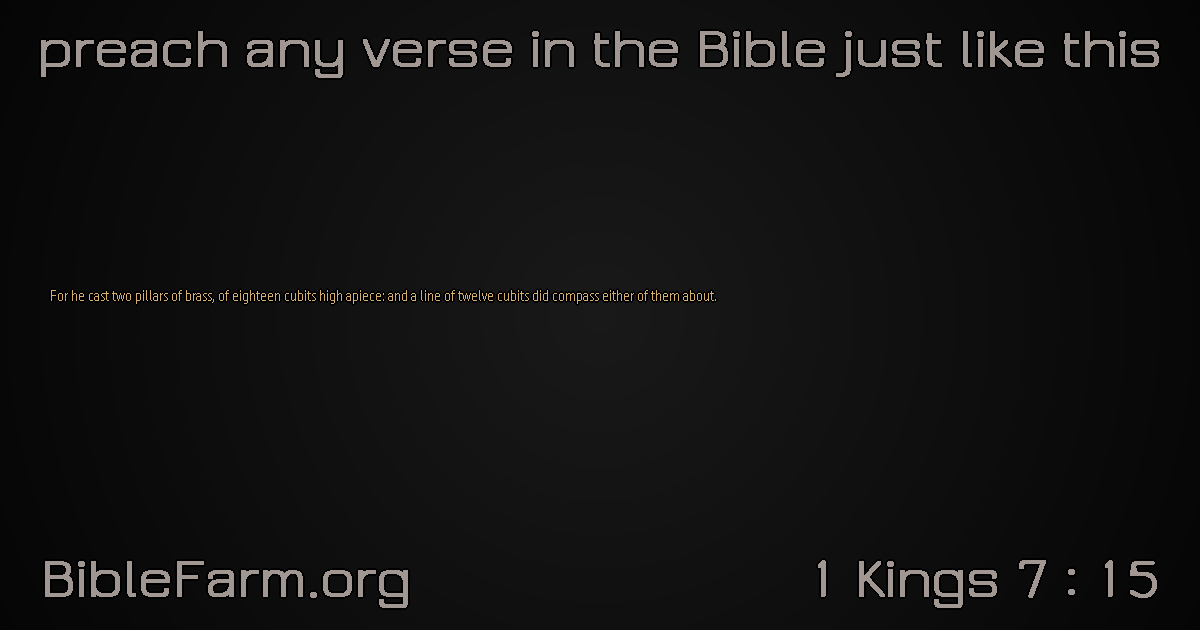 preach any verse in the Bible just like this
For he cast two pillars of brass, of eighteen cubits high apiece: and a line of twelve cubits did compass either of them about.
BibleFarm.org
1 Kings 7 : 15